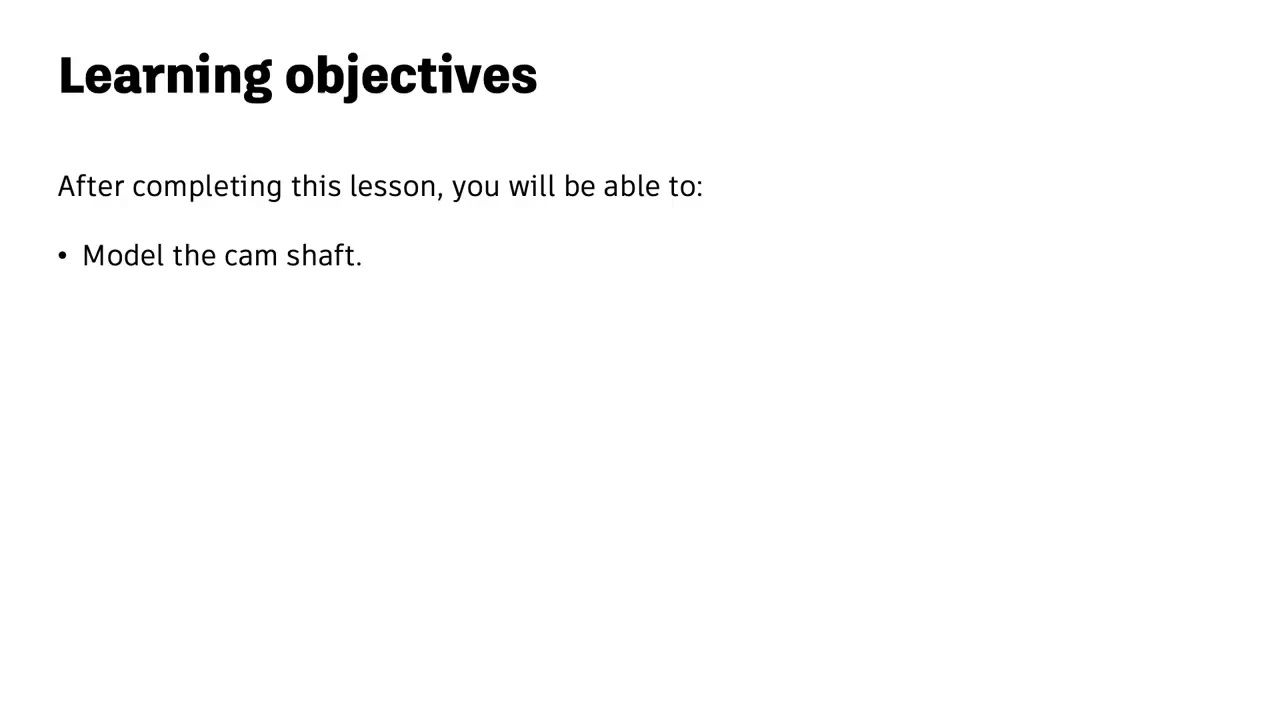 Learning objectives
After completing this lesson, you will be able to:
• Model the cam shaft.